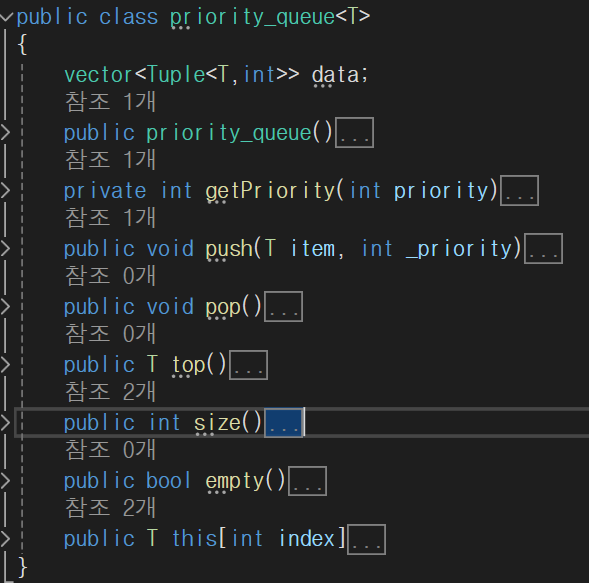 public class priority_queue<T>
{
vector<Tuple<T,int>> data;
참조 1개
public priority_queue()...
참조 1개
private int getPriority(int priority)...
참조 1개
public void push(T item, int _priority)...
참조 0개
public void pop()...
참조 0개
public T top()...
참조 2개
public int size()...
참조 0개
public bool empty()...
참조 2개
public T this[int index]...
}